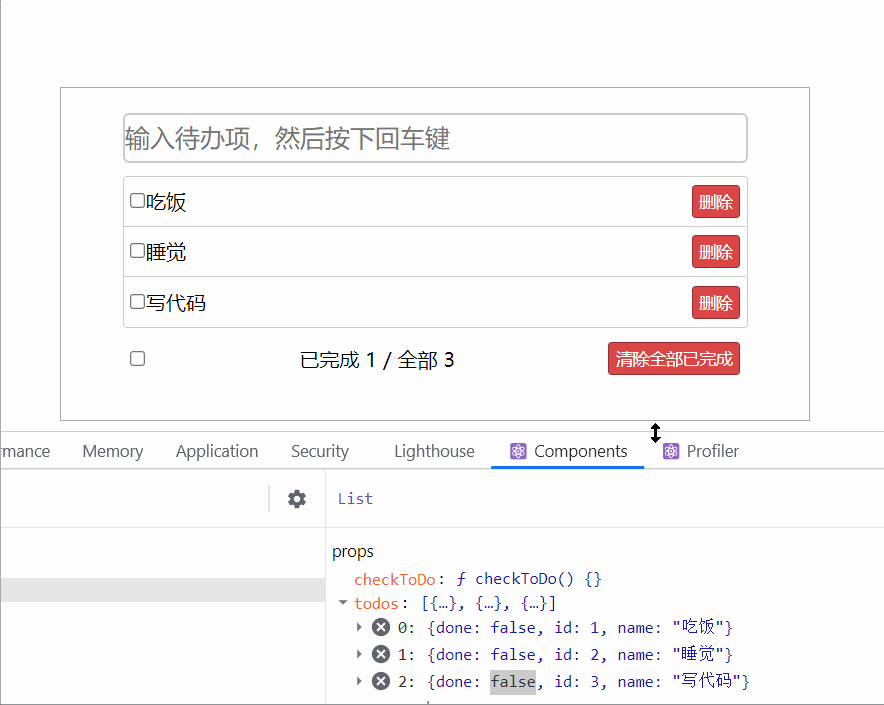 输入待办项，然后按下回车键
吃饭 删除
睡觉 删除
写代码 删除
已完成 1 / 全部 3 清除全部已完成
mance Memory Application Security Lighthouse Components Profiler
List
props
checkToDo: ƒ checkToDo() {}
todos: [{…}, {…}, {…}]
0: {done: false, id: 1, name: "吃饭"}
1: {done: false, id: 2, name: "睡觉"}
2: {done: false, id: 3, name: "写代码"}